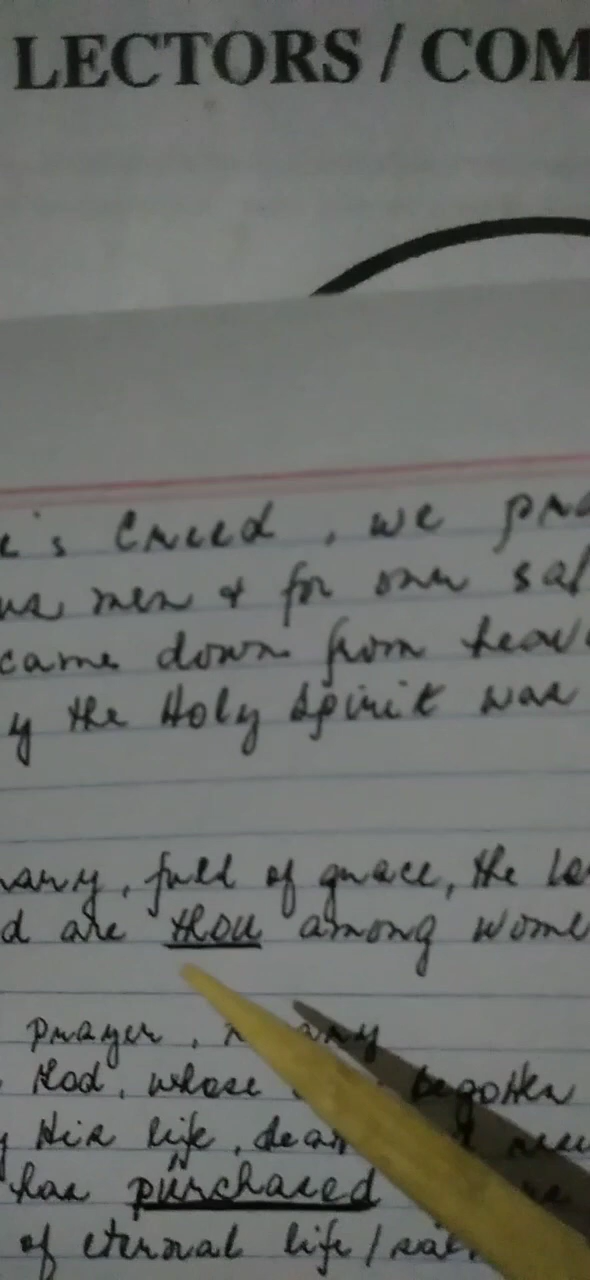 LECTORS / COM
e's Creed, we pra
us men & for our sal
came down from heav
y the Holy Spirit was
mary, full of grace, the Lo
d are thou among wome
prayer,
God, whose begotten
y His life, dea
has purchased
of eternal life /